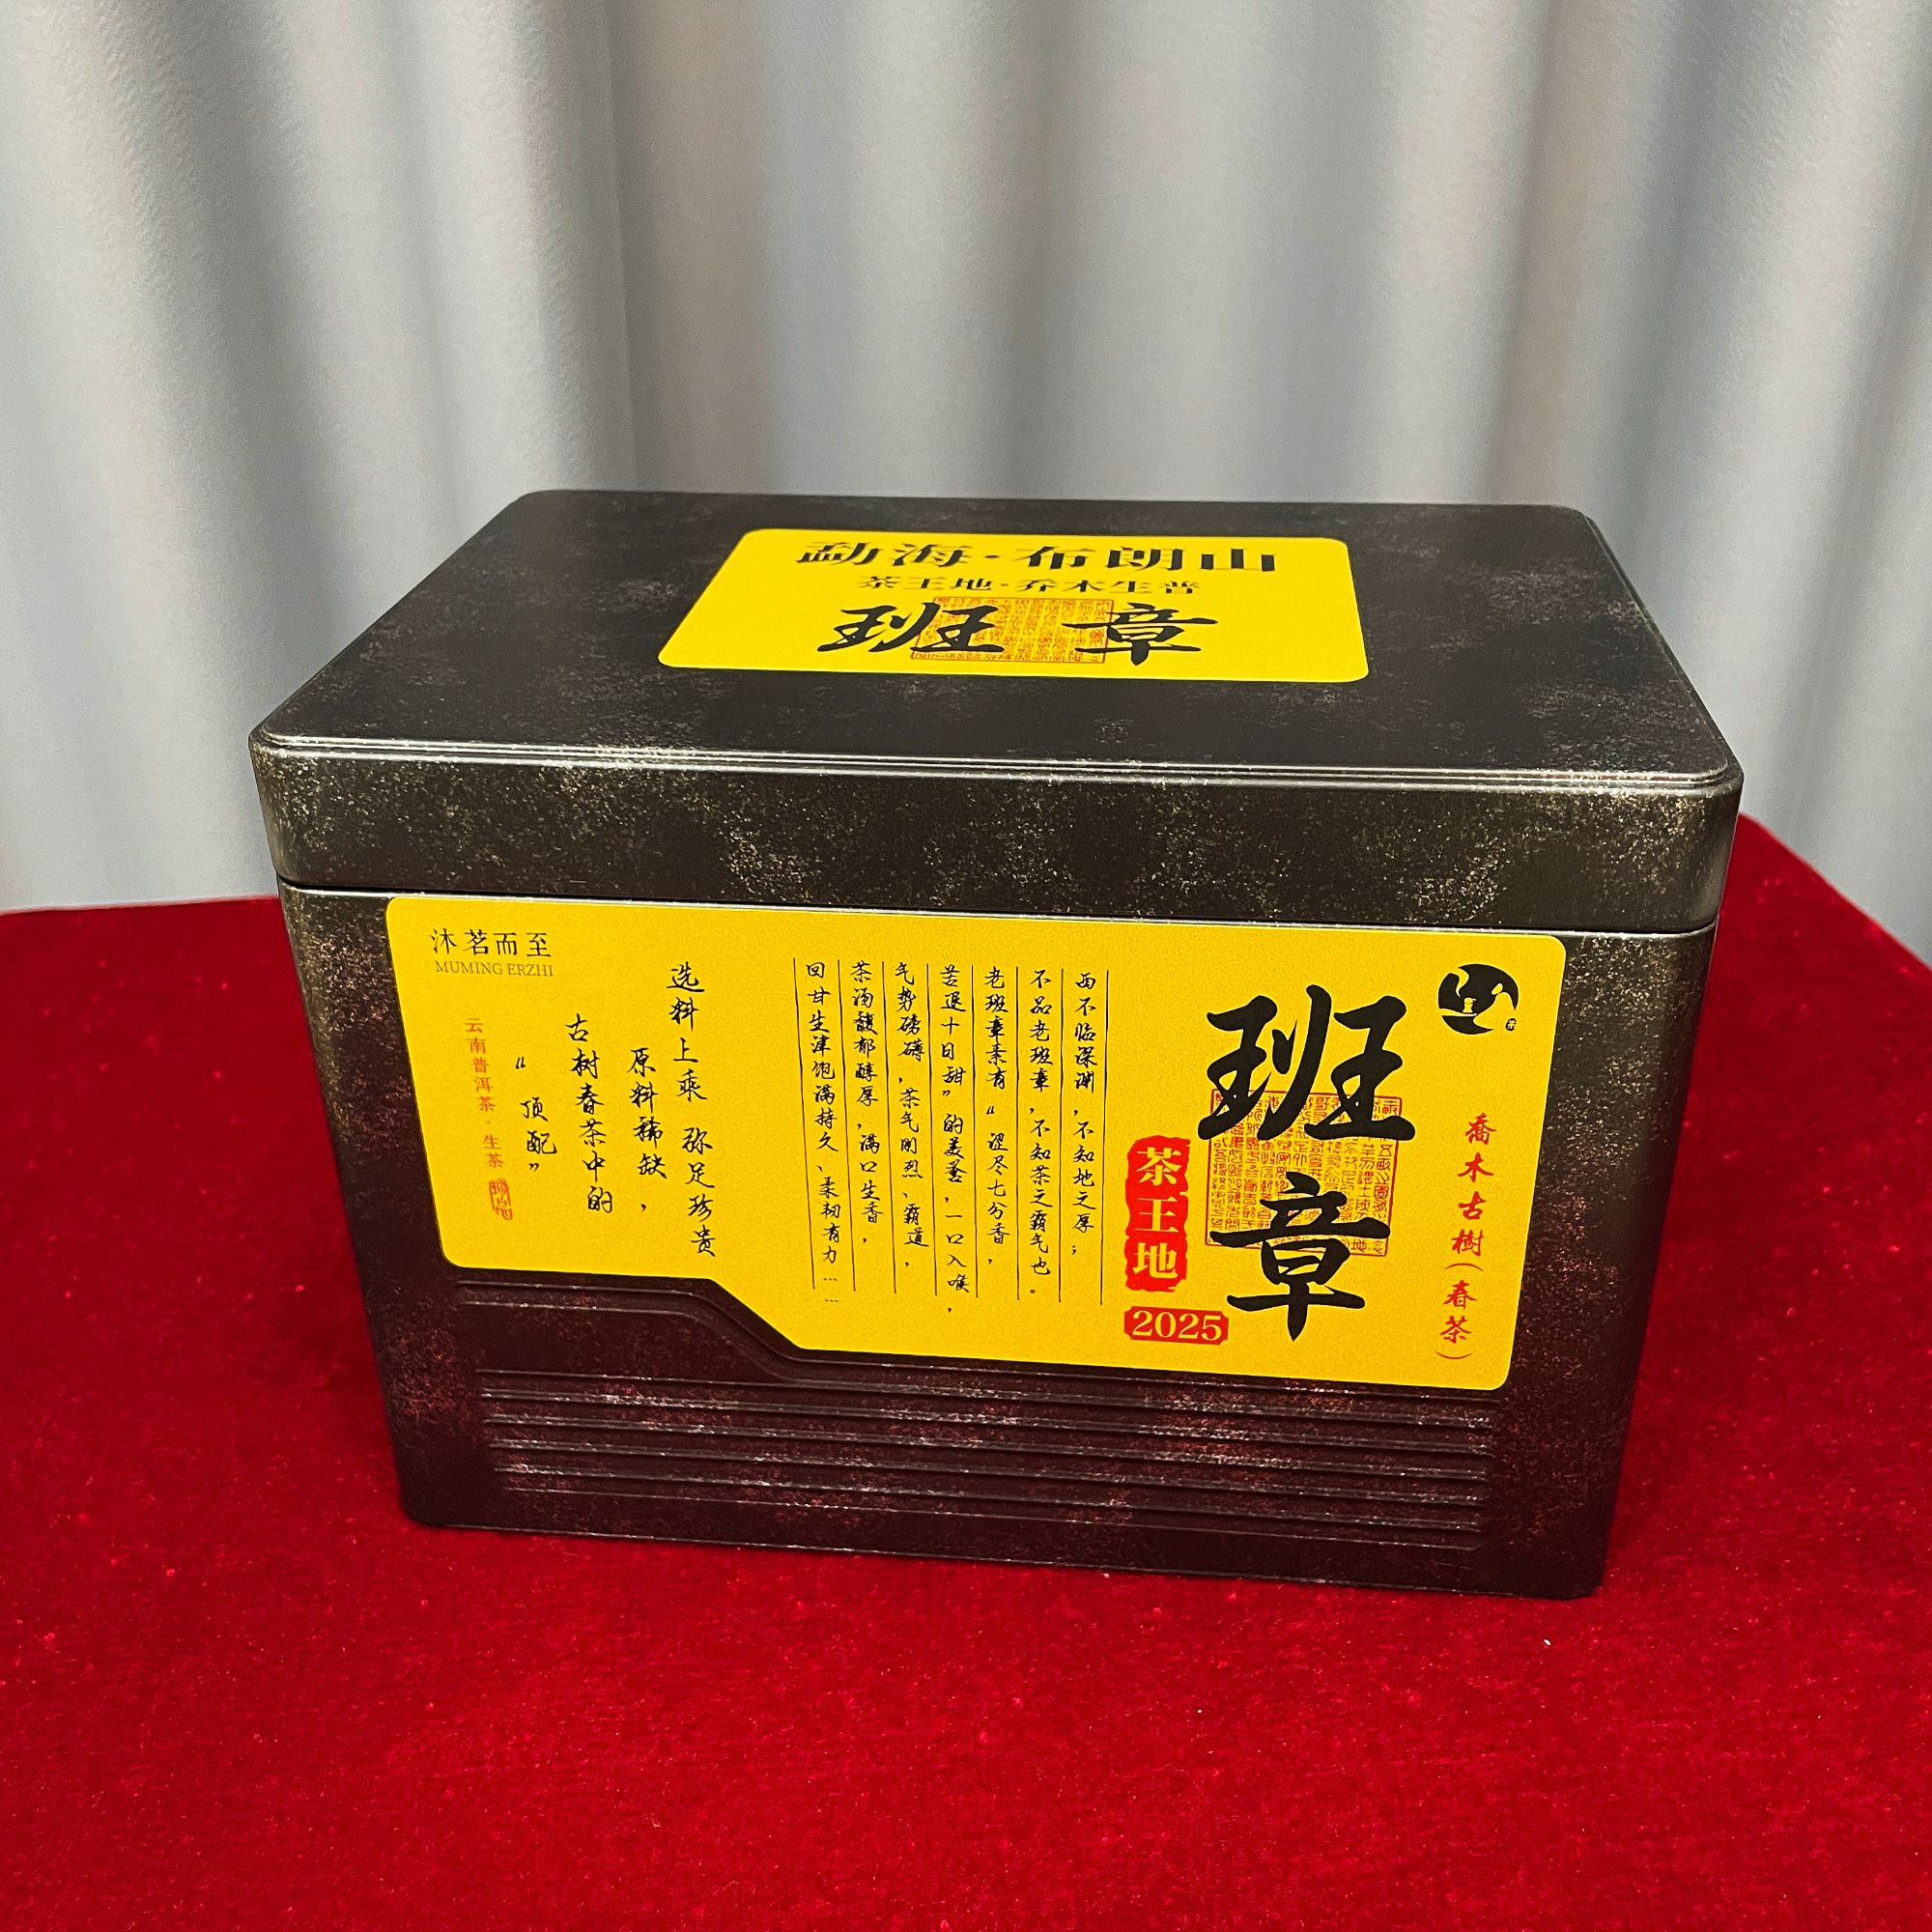 勐海·布朗山
茶王地·乔木生普
班章
沐茗而至
MUMING ERZHI
喬木古樹（春茶）
班章
茶王地
2025
而不临深渊，不知地之厚；
不品老班章，不知茶之霸气也。
老班章素有“涩尽七分香，
苦退十日甜”的美誉，一口入喉，
气势磅礴，茶气刚烈、霸道，
茶汤馥郁醇厚，满口生香，
回甘生津饱满持久、柔韧有力……
选料上乘 弥足珍贵
原料稀缺，
古树春茶中的
“顶配”
云南普洱茶·生茶